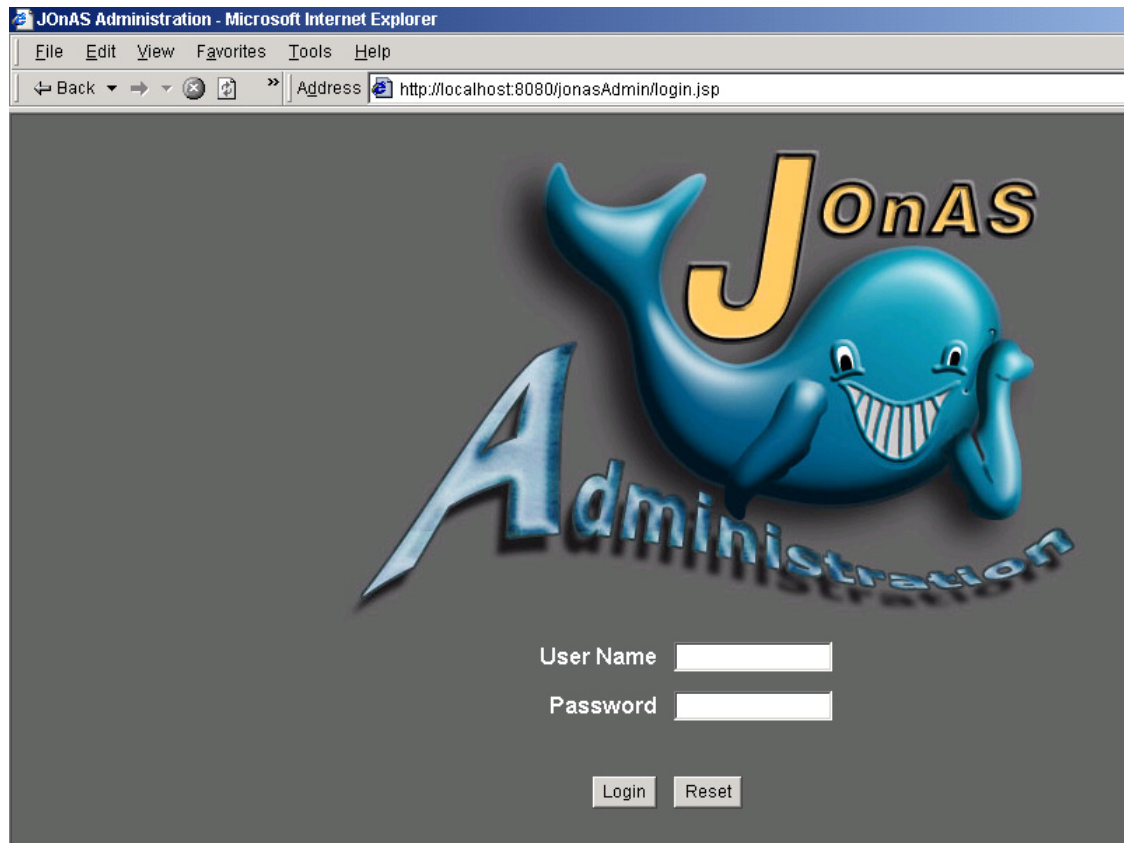 JOnAS Administration - Microsoft Internet Explorer
File Edit View Favorites Tools Help
Back » Address http://localhost:8080/jonasAdmin/login.jsp
JOnAS
Administration
User Name
Password
Login Reset